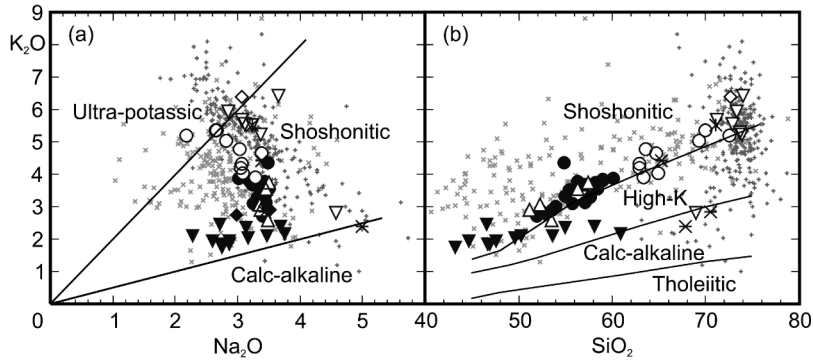 9
(a)
(b)
K₂O
8
7
6
Ultra-potassic
Shoshonitic
Shoshonitic
5
4
3
High-K
2
Calc-alkaline
Calc-alkaline
1
Tholeiitic
0 1 2 3 4 5 6 40 50 60 70 80
Na₂O
SiO₂